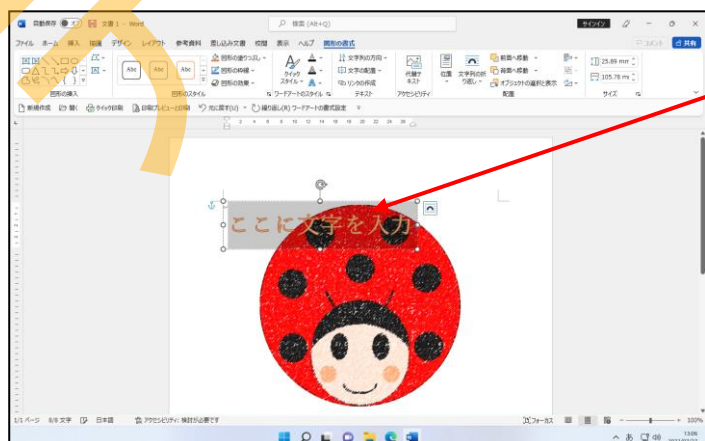 自動保存 文書 1 - Word 検索 (Alt+Q) サインイン
ファイル ホーム 挿入 描画 デザイン レイアウト 参考資料 差し込み文書 校閲 表示 ヘルプ 図形の書式 コメント 共有
Abc Abc Abc
図形の塗りつぶし
図形の枠線
図形の効果
クイック スタイル
文字列の方向
文字の配置
リンクの作成
代替テキスト
位置
文字列の折り返し
前面へ移動
背面へ移動
オブジェクトの選択と表示
25.89 mm
105.78 mm
図形の挿入 図形のスタイル ワードアートのスタイル テキスト アクセシビリティ 配置 サイズ
新規作成 開く クイック印刷 印刷プレビューと印刷 元に戻す(U) 繰り返し(R) ワードアートの書式設定
ここに文字を入力
1/1 ページ 8/8 文字 日本語 アクセシビリティ: 検討が必要です フォーカス 100%
あ 13:06